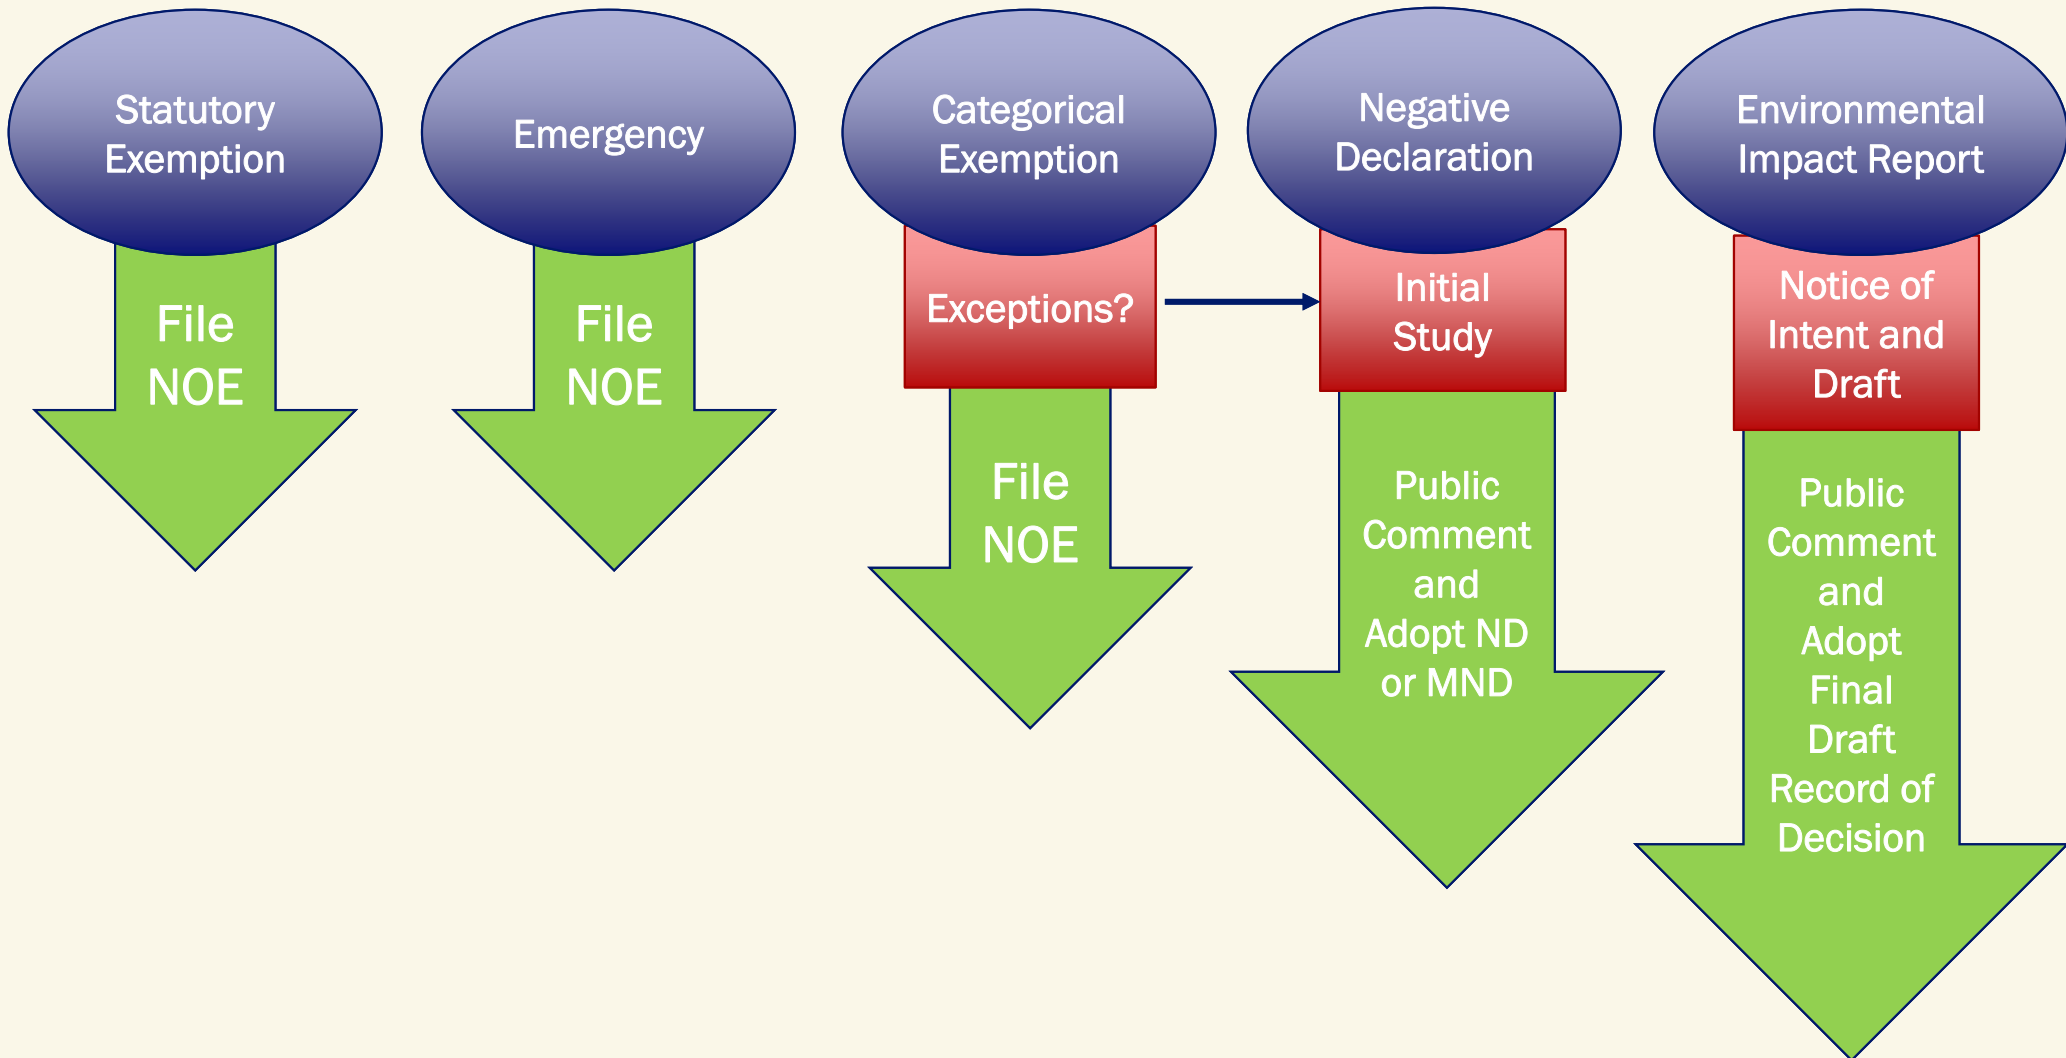 Statutory
Exemption
File
NOE
Emergency
File
NOE
Categorical
Exemption
Exceptions?
File
NOE
Negative
Declaration
Initial
Study
Public
Comment
and
Adopt ND
or MND
Environmental
Impact Report
Notice of
Intent and
Draft
Public
Comment
and
Adopt
Final
Draft
Record of
Decision